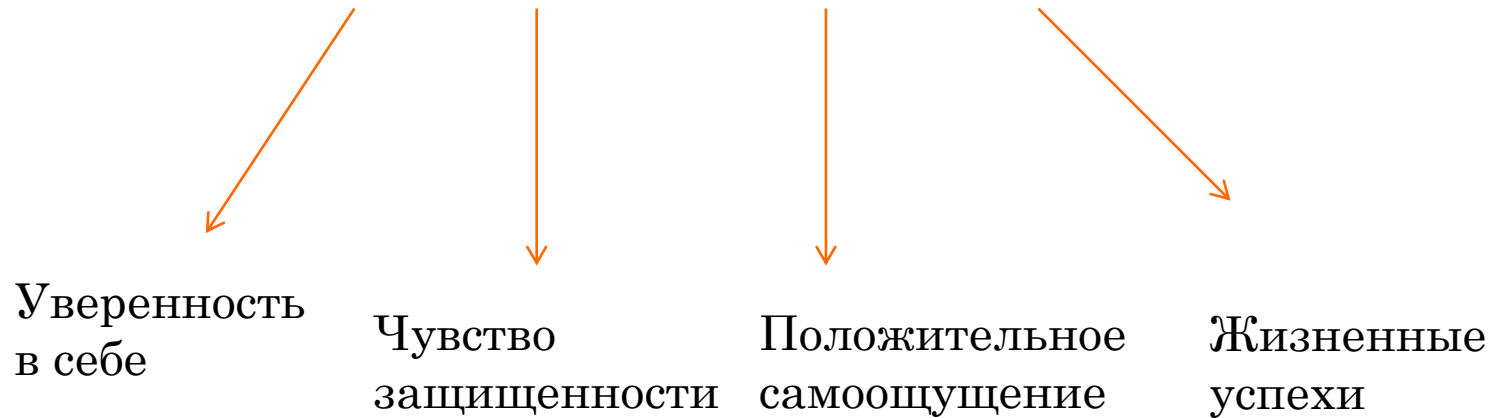 Уверенность
в себе
Чувство
защищенности
Положительное
самоощущение
Жизненные
успехи